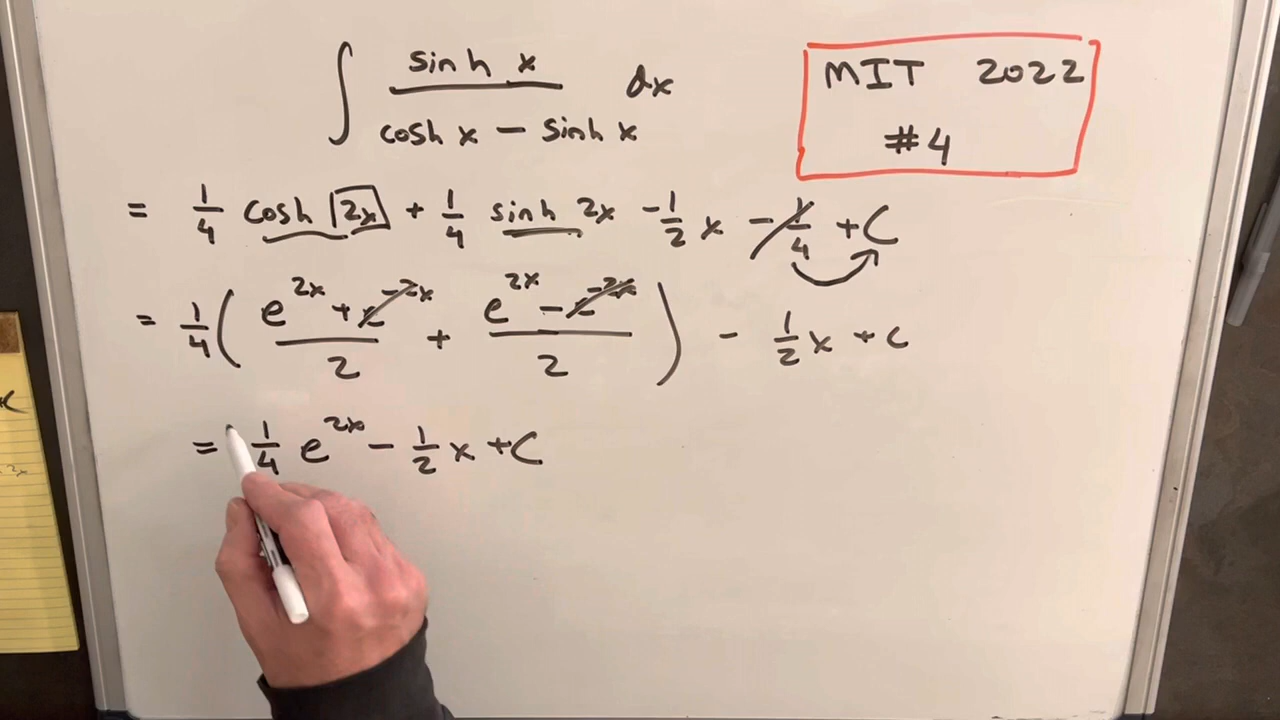 ∫ sinh x / (cosh x − sinh x) dx
MIT 2022
#4
= 1/4 cosh 2x + 1/4 sinh 2x − 1/2 x − 1/4 + C
= 1/4 ( (e^2x + e^−2x)/2 + (e^2x − e^−2x)/2 ) − 1/2 x + C
= 1/4 e^2x − 1/2 x + C